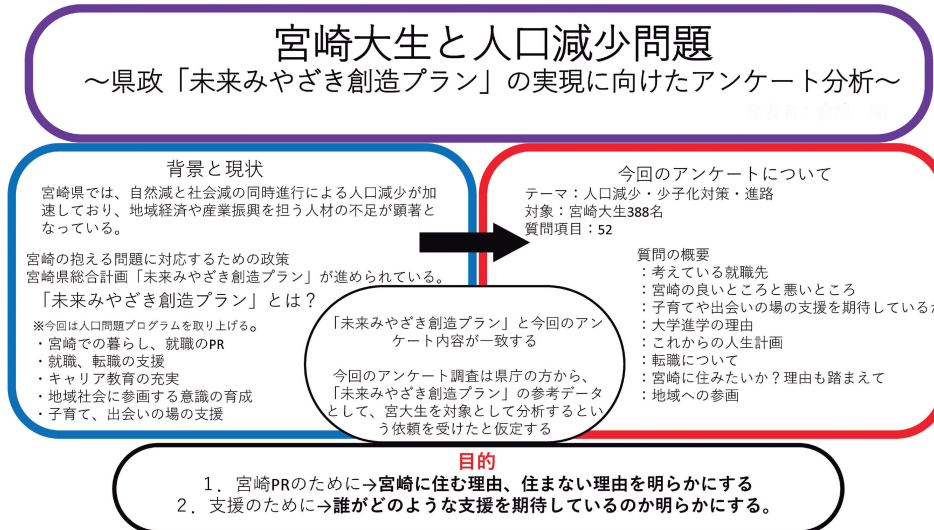 宮崎大生と人口減少問題
～県政「未来みやざき創造プラン」の実現に向けたアンケート分析～
背景と現状
宮崎県では、自然減と社会減の同時進行による人口減少が加
速しており、地域経済や産業振興を担う人材の不足が顕著と
なっている。
宮崎の抱える問題に対応するための政策
宮崎県総合計画「未来みやざき創造プラン」が進められている。
「未来みやざき創造プラン」とは？
※今回は人口問題プログラムを取り上げる。
・宮崎での暮らし、就職のPR
・就職、転職の支援
・キャリア教育の充実
・地域社会に参画する意識の育成
・子育て、出会いの場の支援
今回のアンケートについて
テーマ：人口減少・少子化対策・進路
対象：宮崎大生388名
質問項目：52
質問の概要
：考えている就職先
：宮崎の良いところと悪いところ
：子育てや出会いの場の支援を期待しているか
：大学進学の理由
：これからの人生計画
：転職について
：宮崎に住みたいか？理由も踏まえて
：地域への参画
「未来みやざき創造プラン」と今回のアン
ケート内容が一致する
今回のアンケート調査は県庁の方から、
「未来みやざき創造プラン」の参考データ
として、宮大生を対象として分析するとい
う依頼を受けたと仮定する
目的
1．宮崎PRのために→宮崎に住む理由、住まない理由を明らかにする
2．支援のために→誰がどのような支援を期待しているのか明らかにする。